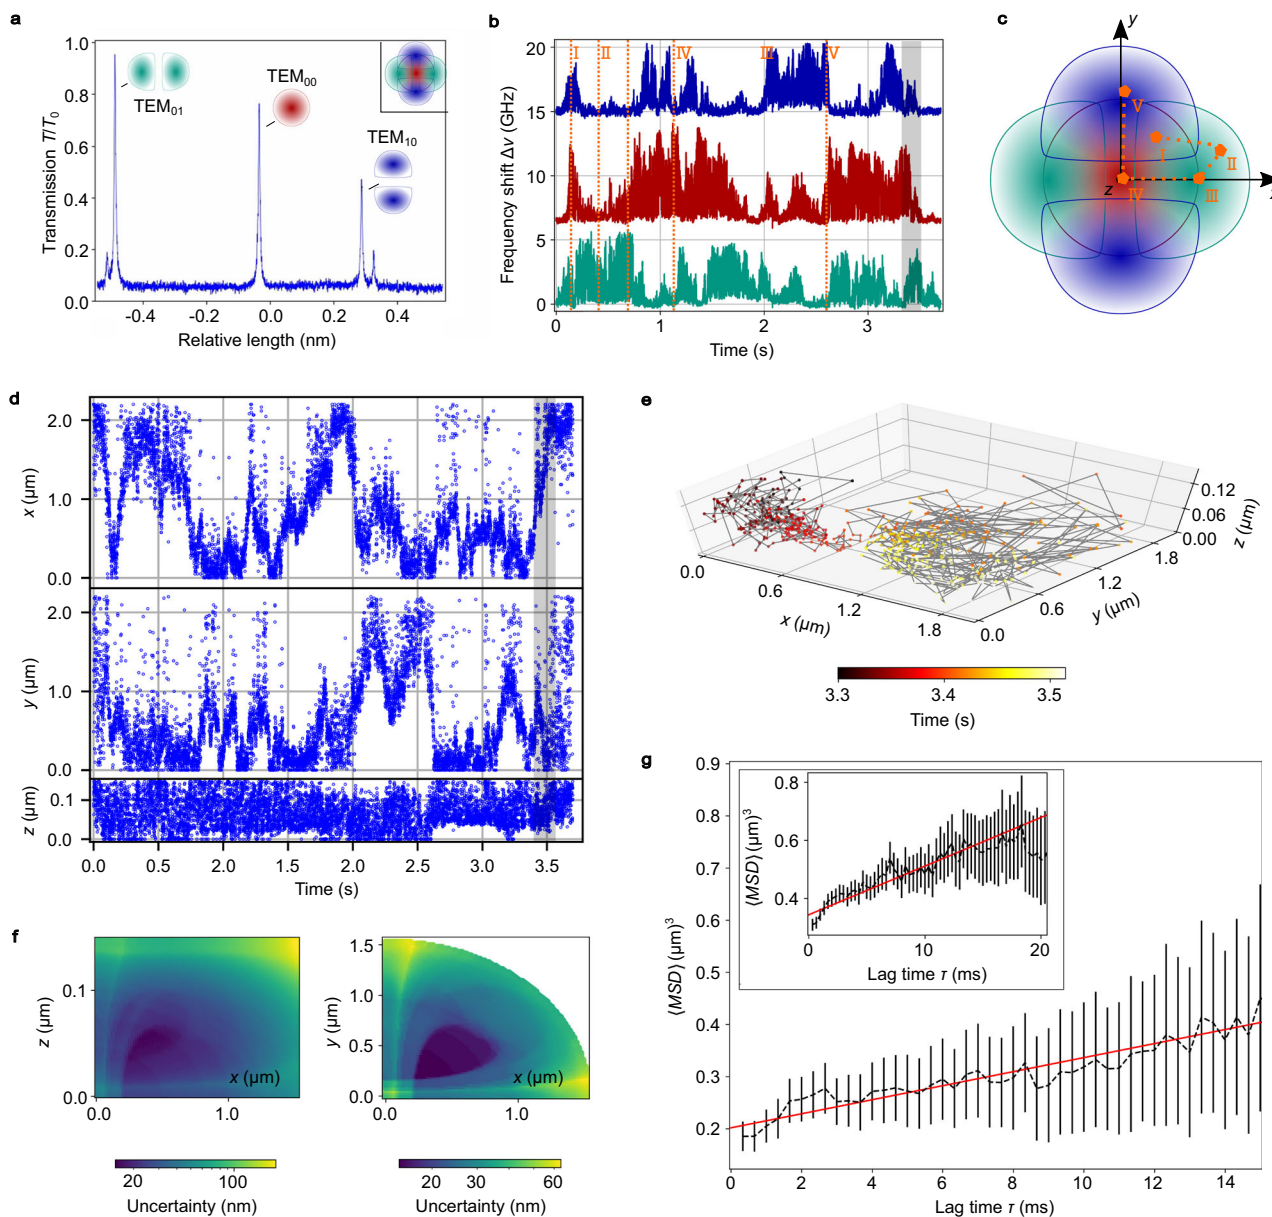 a
1.0
0.8
0.6
0.4
0.2
0.0
Transmission T/T0
TEM01
TEM00
TEM10
-0.4
-0.2
0.0
0.2
0.4
Relative length (nm)
b
20
15
10
5
0
Frequency shift Δν (GHz)
I
II
IV
III
V
0
1
2
3
Time (s)
c
y
V
I
II
z
IV
III
d
2.0
1.0
0.0
x (µm)
2.0
1.0
0.0
y (µm)
0.1
0.0
z (µm)
0.0
0.5
2.0
1.5
2.0
2.5
3.0
3.5
Time (s)
e
0.12
0.06
0.00
z (µm)
0.0
0.6
1.2
1.8
x (µm)
0.0
0.6
1.2
1.8
y (µm)
3.3
3.4
3.5
Time (s)
f
0.1
0.0
z (µm)
x (µm)
0.0
1.0
20
100
Uncertainty (nm)
1.5
1.0
0.5
0.0
y (µm)
x (µm)
0.0
1.0
20
30
60
Uncertainty (nm)
g
0.9
0.8
0.7
0.6
0.5
0.4
0.3
0.2
⟨MSD⟩ (µm)3
0.8
0.6
0.4
⟨MSD⟩ (µm)3
0
10
20
Lag time τ (ms)
0
2
4
6
8
10
12
14
Lag time τ (ms)